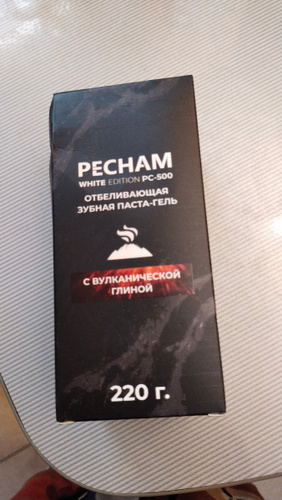 PECHAM
WHITE EDITION PC-500
ОТБЕЛИВАЮЩАЯ
ЗУБНАЯ ПАСТА-ГЕЛЬ
С ВУЛКАНИЧЕСКОЙ
ГЛИНОЙ
220 г.